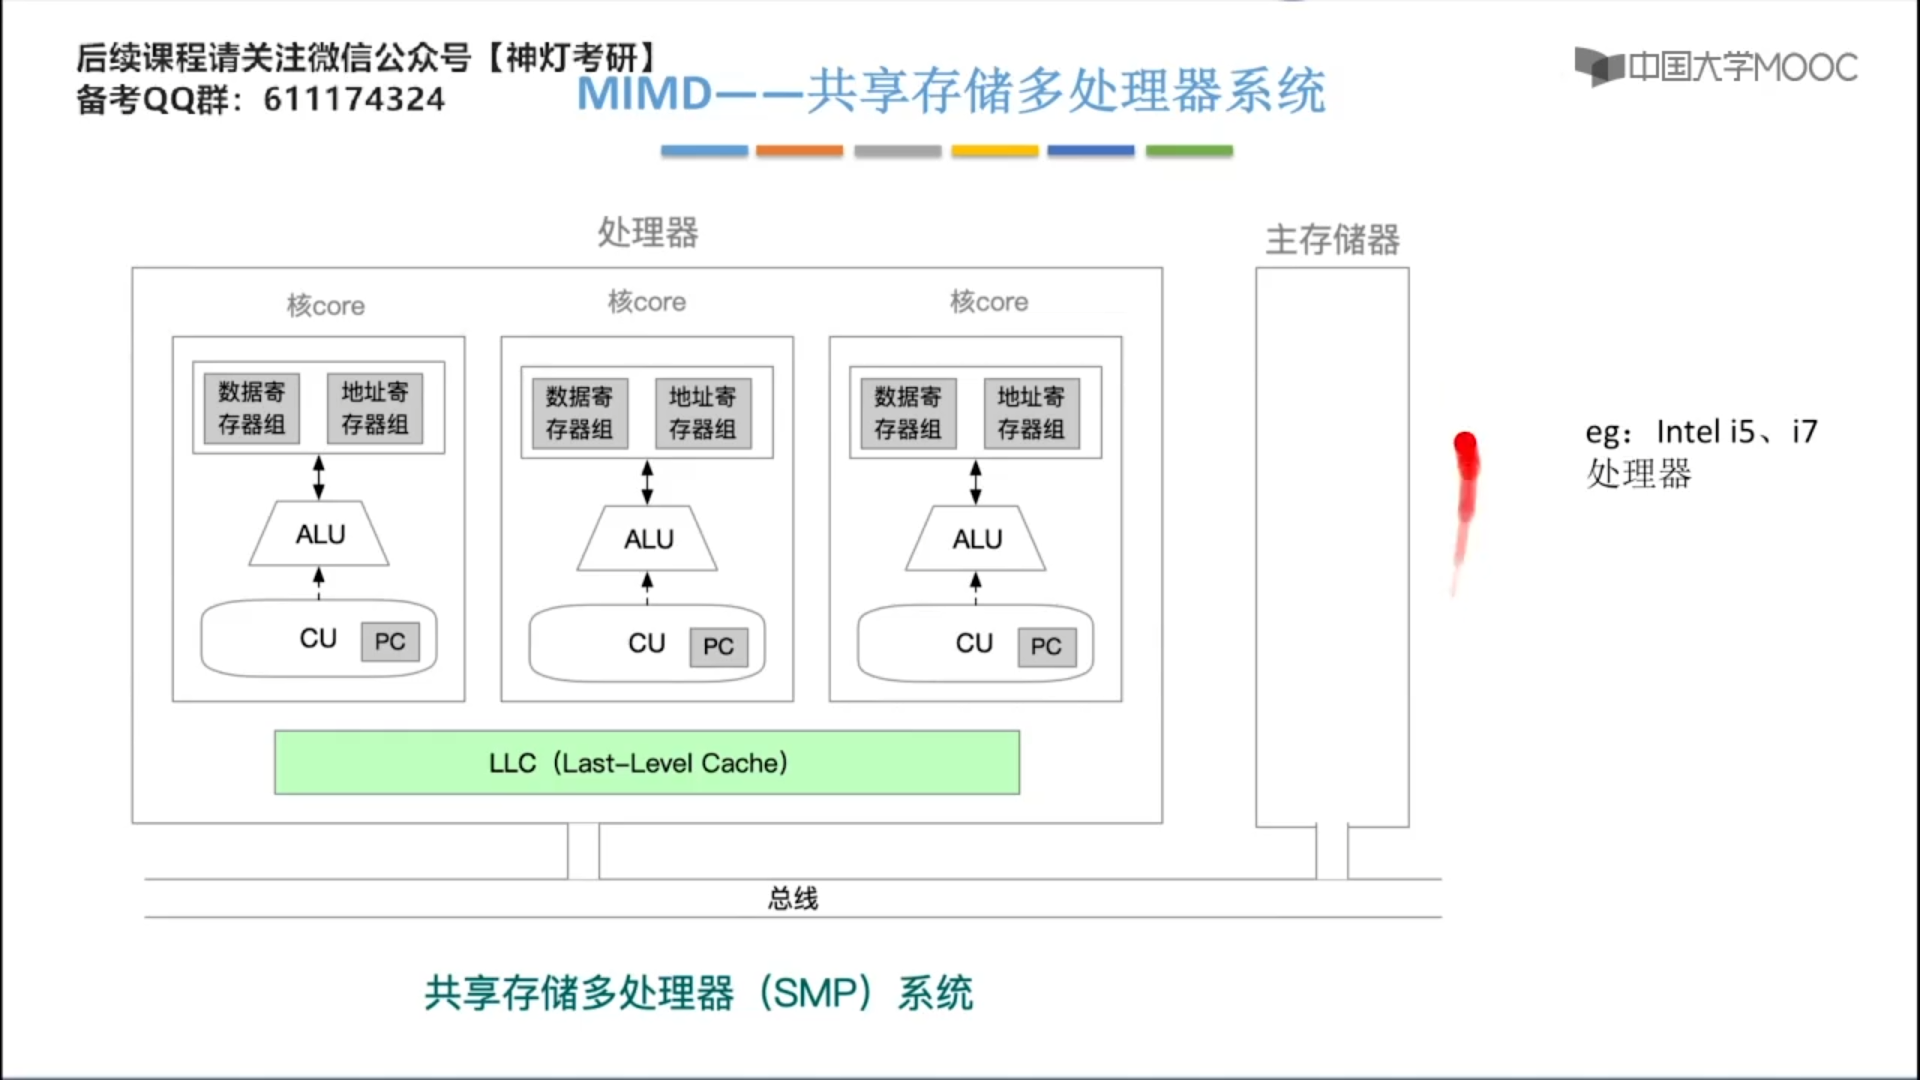 后续课程请关注微信公众号【神灯考研】
备考QQ群：611174324
中国大学MOOC
MIMD——共享存储多处理器系统
处理器
主存储器
核core
核core
核core
数据寄
存器组
地址寄
存器组
数据寄
存器组
地址寄
存器组
数据寄
存器组
地址寄
存器组
ALU
ALU
ALU
CU
PC
CU
PC
CU
PC
eg：Intel i5、i7
处理器
LLC（Last-Level Cache）
总线
共享存储多处理器（SMP）系统